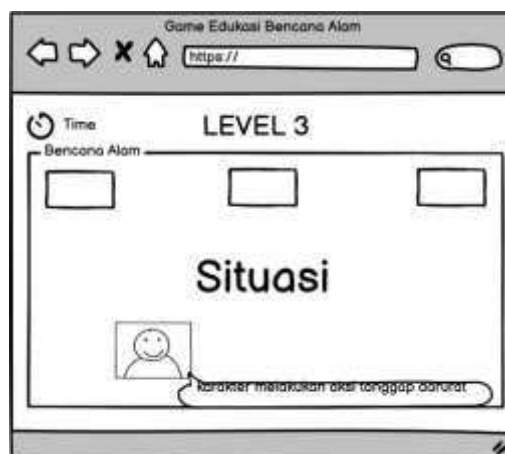 Game Edukasi Bencana Alam
https://
Time
LEVEL 3
Bencana Alam
Situasi
karakter melakukan aksi tanggap darurat